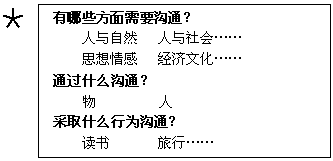 有哪些方面需要沟通？
人与自然 人与社会……
思想情感 经济文化……
通过什么沟通？
物 人
采取什么行为沟通？
读书 旅行……